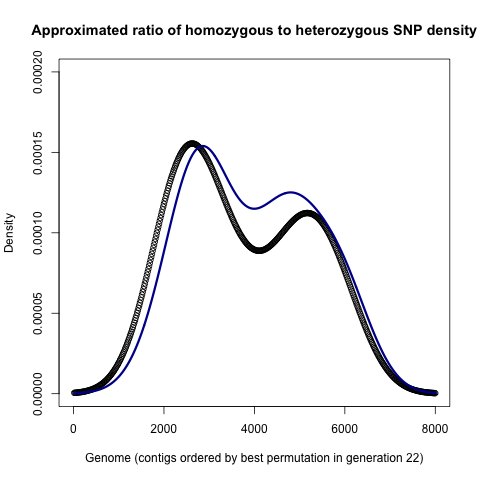 Approximated ratio of homozygous to heterozygous SNP density
0.00020
0.00015
0.00010
0.00005
0.00000
Density
0 2000 4000 6000 8000
Genome (contigs ordered by best permutation in generation 22)